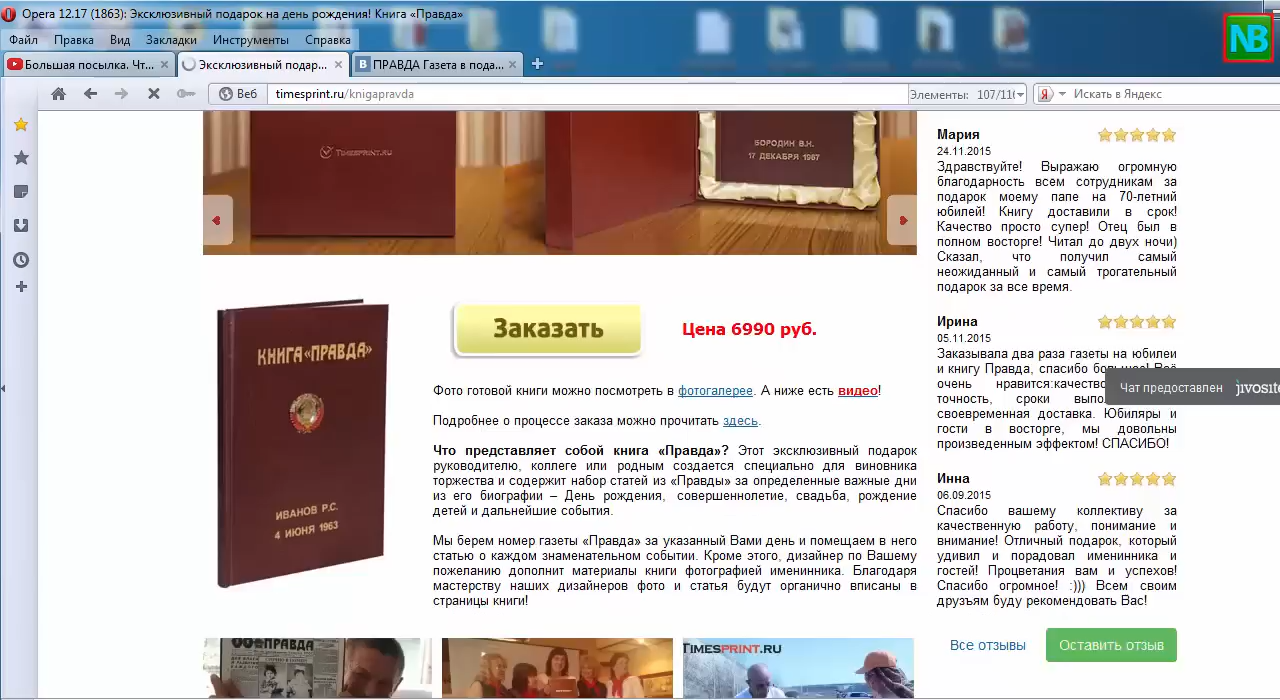 Opera 12.17 (1863): Эксклюзивный подарок на день рождения! Книга «Правда»
Файл Правка Вид Закладки Инструменты Справка
NB
Большая посылка. Чт... Эксклюзивный подар... ПРАВДА Газета в пода...
Веб timesprint.ru/knigapravda Элементы: 107/11 Искать в Яндекс
TIMESPRINT.RU
БОРОДИН В.Н.
17 ДЕКАБРЯ 1967
КНИГА «ПРАВДА»
ИВАНОВ Р.С.
4 ИЮНЯ 1963
Заказать
Цена 6990 руб.
Фото готовой книги можно посмотреть в фотогалерее. А ниже есть видео!
Подробнее о процессе заказа можно прочитать здесь.
Что представляет собой книга «Правда»? Этот эксклюзивный подарок
руководителю, коллеге или родным создается специально для виновника
торжества и содержит набор статей из «Правды» за определенные важные дни
из его биографии – День рождения, совершеннолетие, свадьба, рождение
детей и дальнейшие события.
Мы берем номер газеты «Правда» за указанный Вами день и помещаем в него
статью о каждом знаменательном событии. Кроме этого, дизайнер по Вашему
пожеланию дополнит материалы книги фотографией именинника. Благодаря
мастерству наших дизайнеров фото и статья будут органично вписаны в
страницы книги!
ПРАВДА
TIMESPRINT.RU
Мария
24.11.2015
Здравствуйте! Выражаю огромную
благодарность всем сотрудникам за
подарок моему папе на 70-летний
юбилей! Книгу доставили в срок!
Качество просто супер! Отец был в
полном восторге! Читал до двух ночи)
Сказал, что получил самый
неожиданный и самый трогательный
подарок за все время.
Ирина
05.11.2015
Заказывала два раза газеты на юбилеи
и книгу Правда, спасибо большое! Всё
очень нравится:качество
точность, сроки
своевременная доставка. Юбиляры и
гости в восторге, мы довольны
произведенным эффектом! СПАСИБО!
Чат предоставлен jivosite
Инна
06.09.2015
Спасибо вашему коллективу за
качественную работу, понимание и
внимание! Отличный подарок, который
удивил и порадовал именинника и
гостей! Процветания вам и успехов!
Спасибо огромное! :))) Всем своим
друзъям буду рекомендовать Вас!
Все отзывы Оставить отзыв